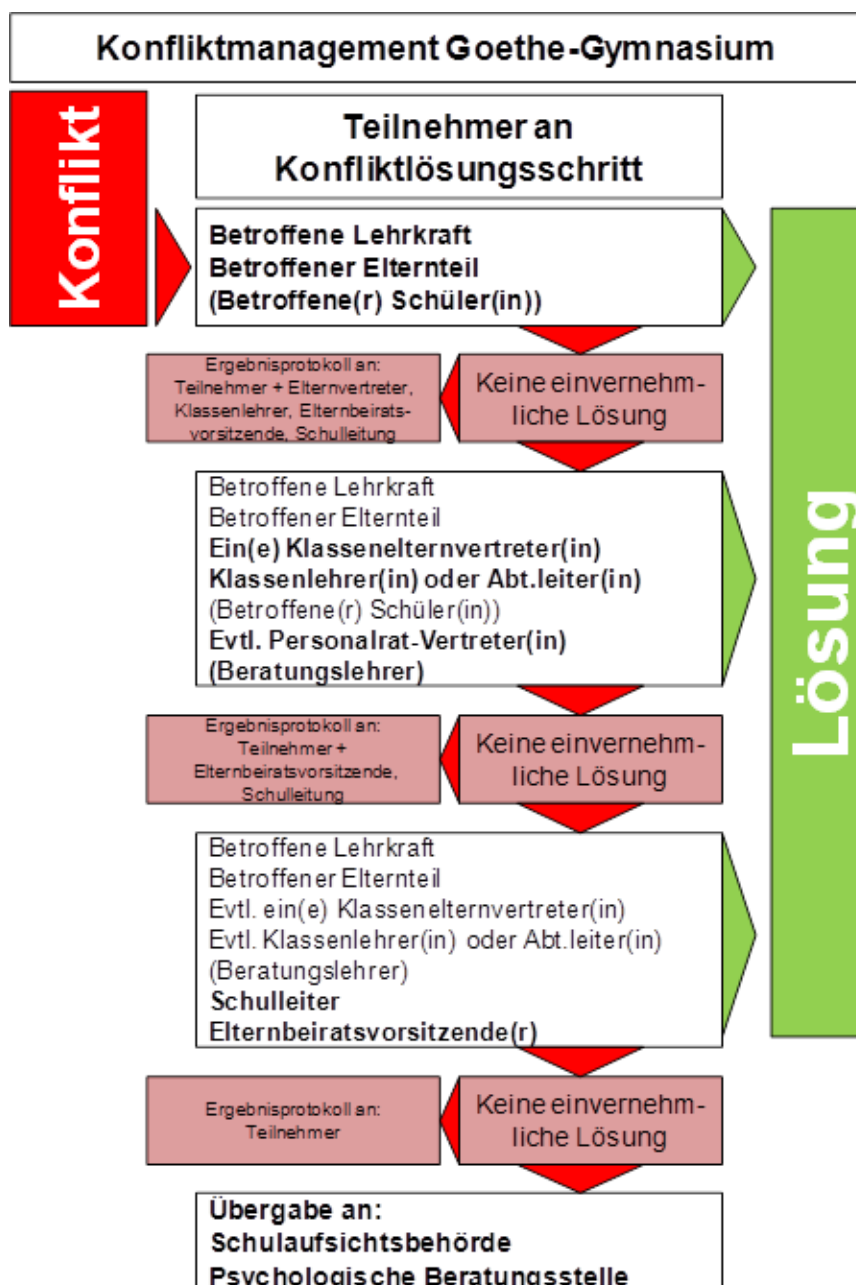 Konfliktmanagement Goethe-Gymnasium
Konflikt
Teilnehmer an
Konfliktlösungsschritt
Betroffene Lehrkraft
Betroffener Elternteil
(Betroffene(r) Schüler(in))
Keine einvernehm-
liche Lösung
Ergebnisprotokoll an:
Teilnehmer + Elternvertreter,
Klassenlehrer, Elternbeirats-
vorsitzende, Schulleitung
Betroffene Lehrkraft
Betroffener Elternteil
Ein(e) Klassenelternvertreter(in)
Klassenlehrer(in) oder Abt.leiter(in)
(Betroffene(r) Schüler(in))
Evtl. Personalrat-Vertreter(in)
(Beratungslehrer)
Keine einvernehm-
liche Lösung
Ergebnisprotokoll an:
Teilnehmer +
Elternbeiratsvorsitzende,
Schulleitung
Betroffene Lehrkraft
Betroffener Elternteil
Evtl. ein(e) Klassenelternvertreter(in)
Evtl. Klassenlehrer(in) oder Abt.leiter(in)
(Beratungslehrer)
Schulleiter
Elternbeiratsvorsitzende(r)
Keine einvernehm-
liche Lösung
Ergebnisprotokoll an:
Teilnehmer
Übergabe an:
Schulaufsichtsbehörde
Psychologische Beratungsstelle
Lösung